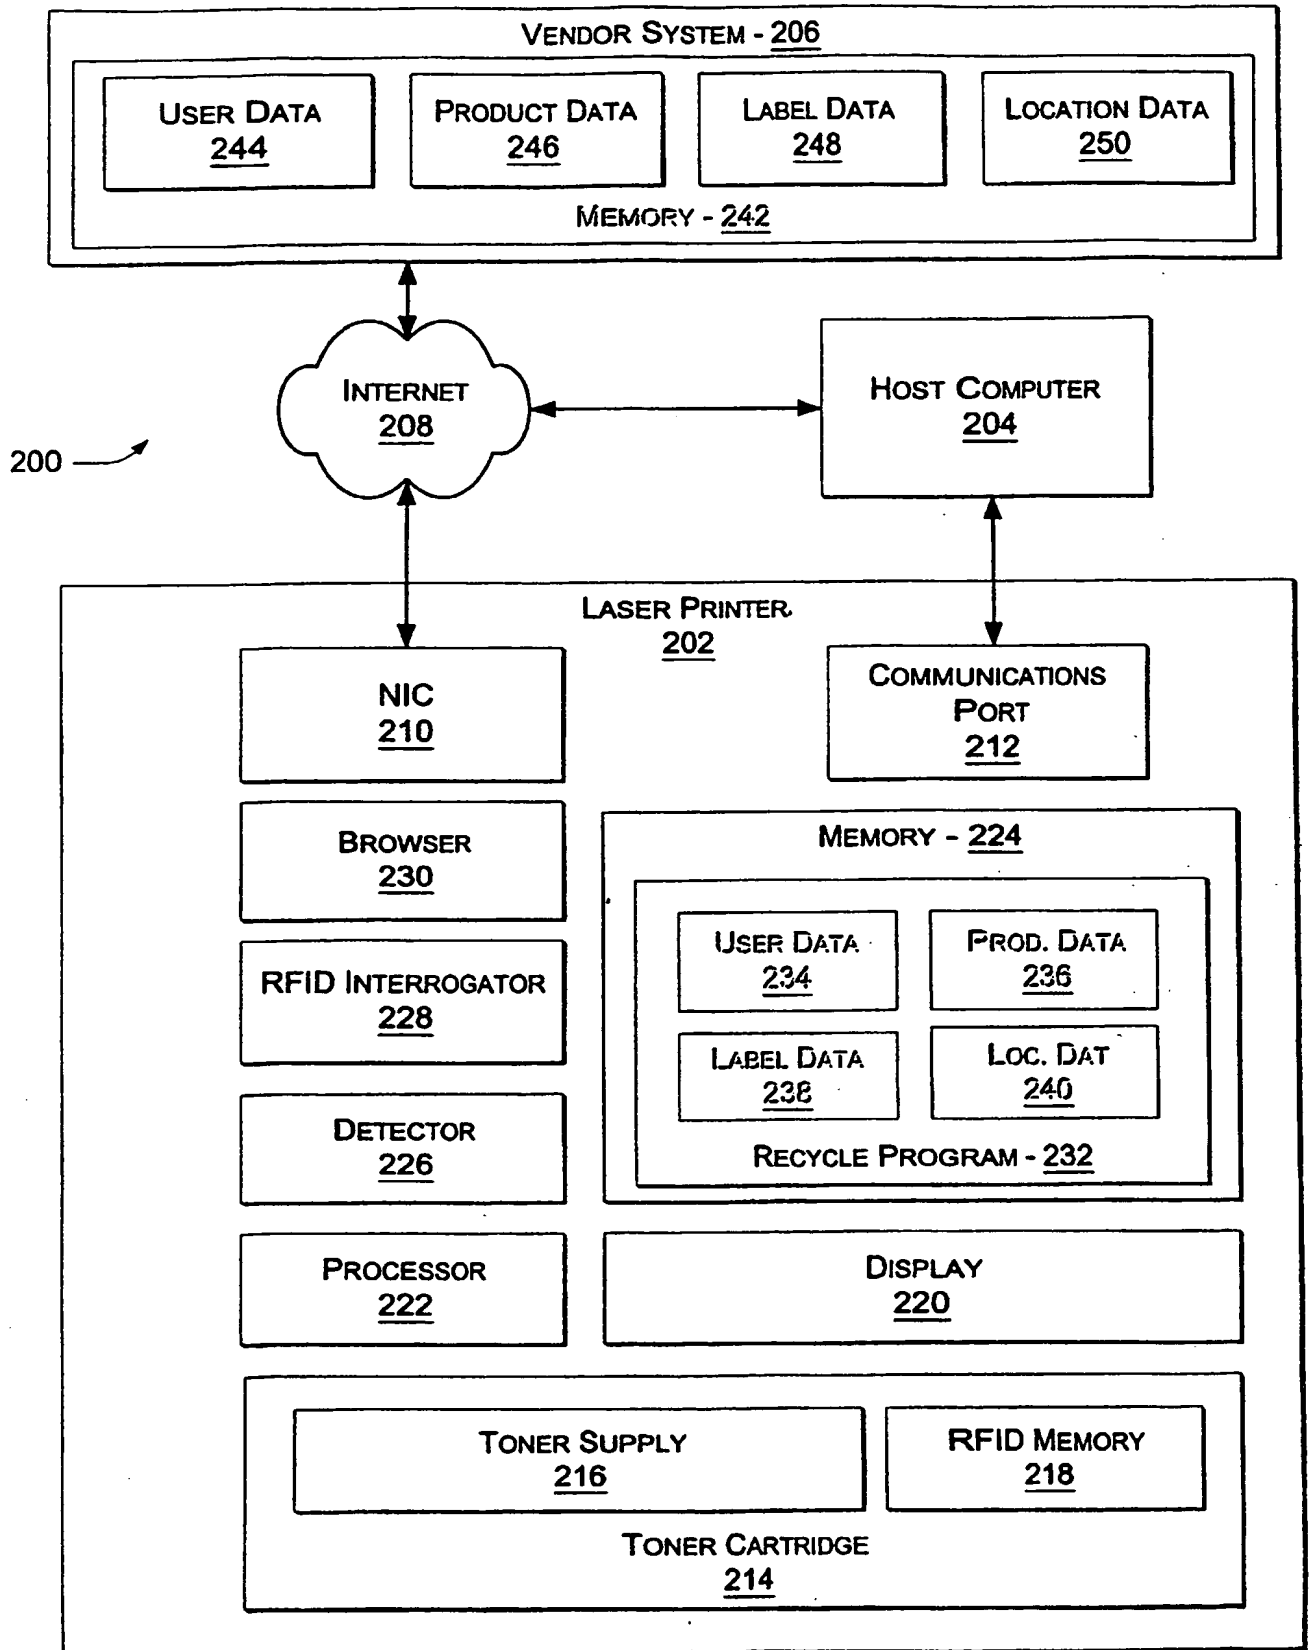 VENDOR SYSTEM - 206
USER DATA
244
PRODUCT DATA
246
LABEL DATA
248
LOCATION DATA
250
MEMORY - 242
INTERNET
208
HOST COMPUTER
204
200
LASER PRINTER
202
NIC
210
COMMUNICATIONS
PORT
212
BROWSER
230
MEMORY - 224
RFID INTERROGATOR
228
USER DATA
234
PROD. DATA
236
LABEL DATA
238
LOC. DAT
240
RECYCLE PROGRAM - 232
DETECTOR
226
PROCESSOR
222
DISPLAY
220
TONER SUPPLY
216
RFID MEMORY
218
TONER CARTRIDGE
214